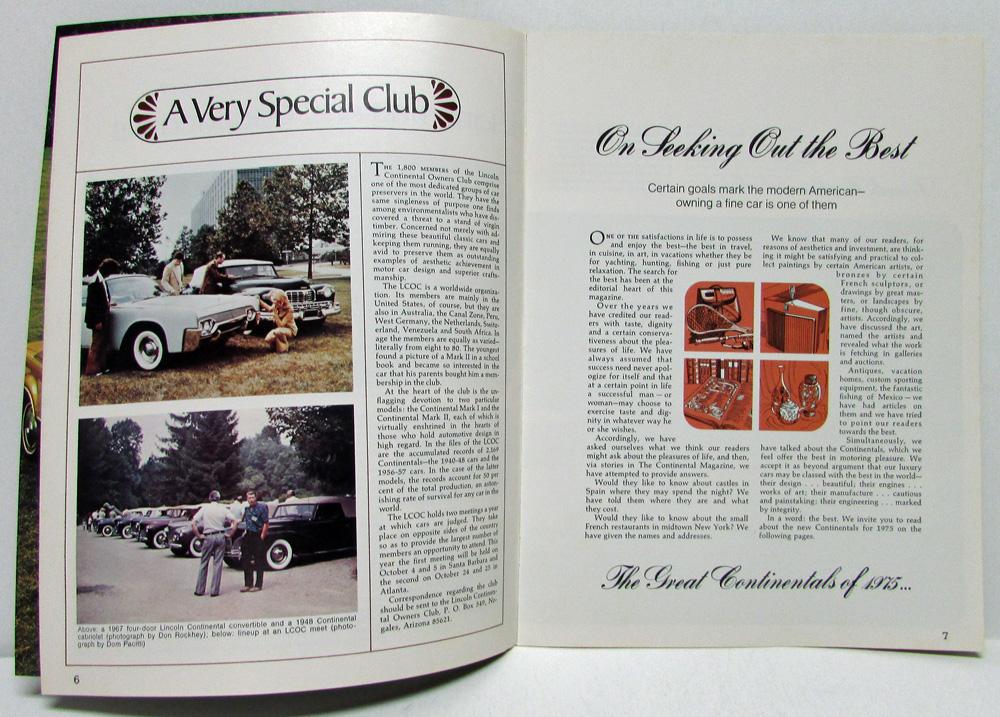 A Very Special Club
THE 1,800 MEMBERS of the Lincoln
Continental Owners Club comprise
one of the most dedicated groups of car
preservers in the world. They have the
same singleness of purpose one finds
among environmentalists who have dis-
covered a threat to a stand of virgin
timber. Concerned not merely with ad-
miring these beautiful classic cars and
keeping them running, they are equally
avid to preserve them as outstanding
examples of aesthetic achievement in
motor car design and superior crafts-
manship.
The LCOC is a worldwide organiza-
tion. Its members are mainly in the
United States, of course, but they are
also in Australia, the Canal Zone, Peru,
West Germany, the Netherlands, Switz-
erland, Venezuela and South Africa. In
age the members are equally as varied—
literally from eight to 80. The youngest
found a picture of a Mark II in a school
book and became so interested in the
car that his parents bought him a mem-
bership in the club.
At the heart of the club is the un-
flagging devotion to two particular
models: the Continental Mark I and the
Continental Mark II, each of which is
virtually enshrined in the hearts of
those who hold automotive design in
high regard. In the files of the LCOC
are the accumulated records of 2,169
Continentals—the 1940-48 cars and the
1956-57 cars. In the case of the latter
models, the records account for 50 per
cent of the total production, an aston-
ishing rate of survival for any car in the
world.
The LCOC holds two meetings a year
at which cars are judged. They take
place on opposite sides of the country
so as to provide the largest number of
members an opportunity to attend. This
year the first meeting will be held on
October 4 and 5 in Santa Barbara and
the second on October 24 and 25 in
Atlanta.
Correspondence regarding the club
should be sent to the Lincoln Continen-
tal Owners Club, P. O. Box 549, No-
gales, Arizona 85621.
Above: a 1967 four-door Lincoln Continental convertible and a 1948 Continental
cabriolet (photograph by Don Rockhey); below: lineup at an LCOC meet (photo-
graph by Dom Pacitti)
6
On Seeking Out the Best
Certain goals mark the modern American—
owning a fine car is one of them
ONE OF THE satisfactions in life is to possess
and enjoy the best—the best in travel,
in cuisine, in art, in vacations whether they be
for yachting, hunting, fishing or just pure
relaxation. The search for
the best has been at the
editorial heart of this
magazine.
Over the years we
have credited our read-
ers with taste, dignity
and a certain conserva-
tiveness about the plea-
sures of life. We have
always assumed that
success need never apol-
ogize for itself and that
at a certain point in life
a successful man—or
woman—may choose to
exercise taste and dig-
nity in whatever way he
or she wishes.
Accordingly, we have
asked ourselves what we think our readers
might ask about the pleasures of life, and then,
via stories in The Continental Magazine, we
have attempted to provide answers.
Would they like to know about castles in
Spain where they may spend the night? We
have told them where they are and what
they cost.
Would they like to know about the small
French restaurants in midown New York? We
have given the names and addresses.
We know that many of our readers, for
reasons of aesthetics and investment, are think-
ing it might be satisfying and practical to col-
lect paintings by certain American artists, or
bronzes by certain
French sculptors, or
drawings by great mas-
ters, or landscapes by
fine, though obscure,
artists. Accordingly, we
have discussed the art,
named the artists and
revealed what the work
is fetching in galleries
and auctions.
Antiques, vacation
homes, custom sporting
equipment, the fantastic
fishing of Mexico—we
have had articles on
them and we have tried
to point our readers
towards the best.
Simultaneously, we
have talked about the Continentals, which we
feel offer the best in motoring pleasure. We
accept it as beyond argument that our luxury
cars may be classed with the best in the world—
their design . . . beautiful; their engines . . .
works of art; their manufacture . . . cautious
and painstaking; their engineering . . . marked
by integrity.
In a word: the best. We invite you to read
about the new Continentals for 1975 on the
following pages.
The Great Continentals of 1975...
7